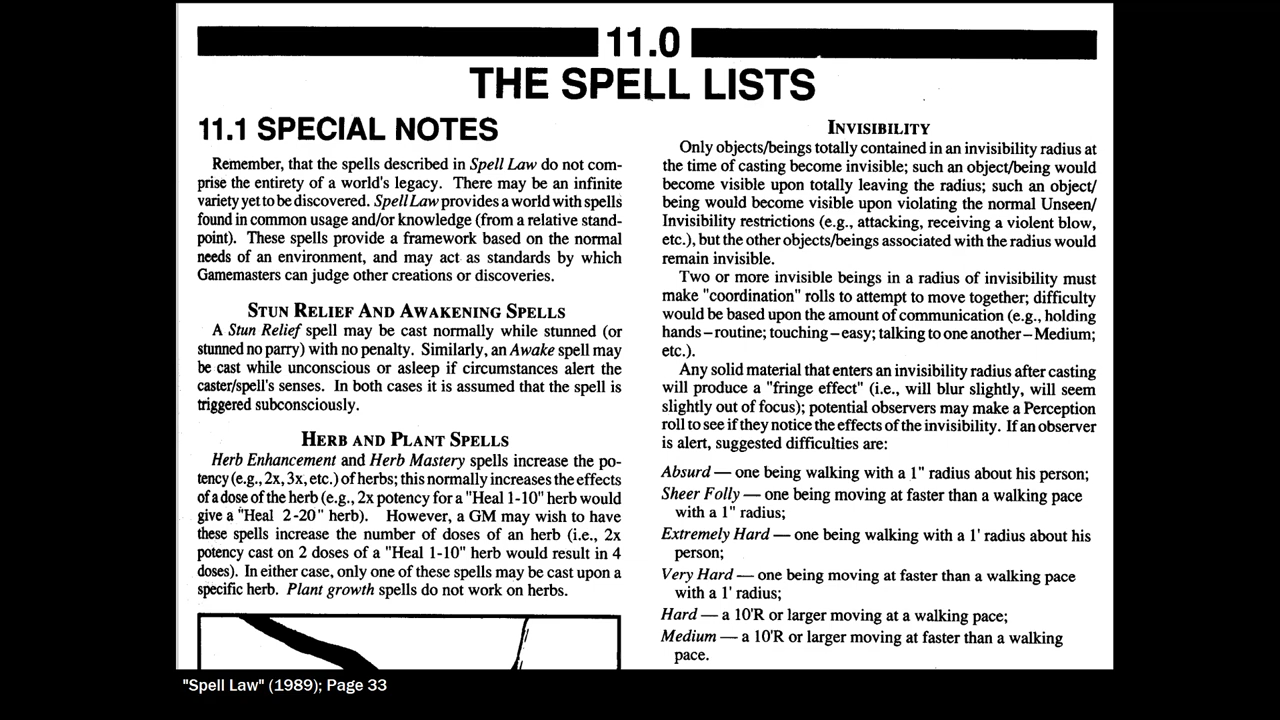 11.0
THE SPELL LISTS
11.1 SPECIAL NOTES
Remember, that the spells described in Spell Law do not com-
prise the entirety of a world's legacy. There may be an infinite
variety yet to be discovered. Spell Law provides a world with spells
found in common usage and/or knowledge (from a relative stand-
point). These spells provide a framework based on the normal
needs of an environment, and may act as standards by which
Gamemasters can judge other creations or discoveries.
STUN RELIEF AND AWAKENING SPELLS
A Stun Relief spell may be cast normally while stunned (or
stunned no parry) with no penalty. Similarly, an Awake spell may
be cast while unconscious or asleep if circumstances alert the
caster/spell's senses. In both cases it is assumed that the spell is
triggered subconsciously.
HERB AND PLANT SPELLS
Herb Enhancement and Herb Mastery spells increase the po-
tency (e.g., 2x, 3x, etc.) of herbs; this normally increases the effects
of a dose of the herb (e.g., 2x potency for a "Heal 1-10" herb would
give a "Heal 2-20" herb). However, a GM may wish to have
these spells increase the number of doses of an herb (i.e., 2x
potency cast on 2 doses of a "Heal 1-10" herb would result in 4
doses). In either case, only one of these spells may be cast upon a
specific herb. Plant growth spells do not work on herbs.
INVISIBILITY
Only objects/beings totally contained in an invisibility radius at
the time of casting become invisible; such an object/being would
become visible upon totally leaving the radius; such an object/
being would become visible upon violating the normal Unseen/
Invisibility restrictions (e.g., attacking, receiving a violent blow,
etc.), but the other objects/beings associated with the radius would
remain invisible.
Two or more invisible beings in a radius of invisibility must
make "coordination" rolls to attempt to move together; difficulty
would be based upon the amount of communication (e.g., holding
hands–routine; touching–easy; talking to one another–Medium;
etc.).
Any solid material that enters an invisibility radius after casting
will produce a "fringe effect" (i.e., will blur slightly, will seem
slightly out of focus); potential observers may make a Perception
roll to see if they notice the effects of the invisibility. If an observer
is alert, suggested difficulties are:
Absurd — one being walking with a 1" radius about his person;
Sheer Folly — one being moving at faster than a walking pace
with a 1" radius;
Extremely Hard — one being walking with a 1' radius about his
person;
Very Hard — one being moving at faster than a walking pace
with a 1' radius;
Hard — a 10'R or larger moving at a walking pace;
Medium — a 10'R or larger moving at faster than a walking
pace.
"Spell Law" (1989); Page 33